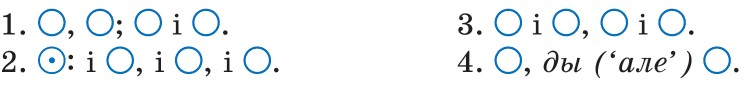 1. ◯, ◯; ◯ і ◯.
2. ⊙: і ◯, і ◯, і ◯.
3. ◯ і ◯, ◯ і ◯.
4. ◯, ды (‘але’) ◯.